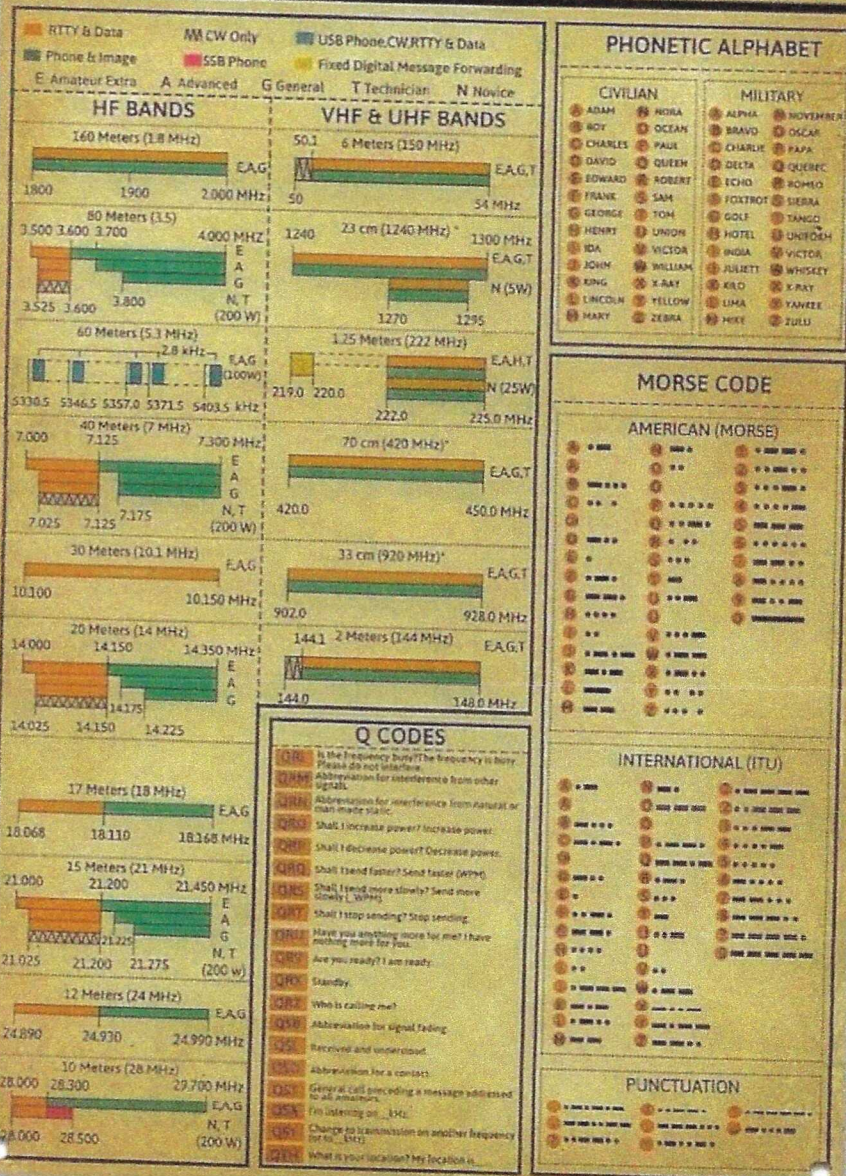 RTTY & Data
CW Only
USB Phone,CW,RTTY & Data
Phone & Image
SSB Phone
Fixed Digital Message Forwarding
E Amateur Extra A Advanced G General T Technician N Novice
HF BANDS
160 Meters (1.8 MHz)
E,A,G
1800 1900 2.000 MHz
80 Meters (3.5)
3.500 3.600 3.700 4.000 MHZ
E
A
G
N, T
(200 W)
3.525 3.600 3.800
60 Meters (5.3 MHz)
2.8 kHz
E,A,G
(100W)
5330.5 5346.5 5357.0 5371.5 5403.5 kHz
40 Meters (7 MHz)
7.000 7.125 7.300 MHz
E
A
G
N, T
(200 W)
7.025 7.125 7.175
30 Meters (10.1 MHz)
E,A,G
10.100 10.150 MHz
20 Meters (14 MHz)
14.000 14.150 14.350 MHz
E
A
G
14.175
14.025 14.150 14.225
17 Meters (18 MHz)
E,A,G
18.068 18.110 18.168 MHz
15 Meters (21 MHz)
21.000 21.200 21.450 MHz
E
A
G
N, T
(200 w)
21.225
21.025 21.200 21.275
12 Meters (24 MHz)
E,A,G
24.890 24.930 24.990 MHz
10 Meters (28 MHz)
28.000 28.300 29.700 MHz
E,A,G
N, T
(200 W)
28.000 28.500
VHF & UHF BANDS
50.1 6 Meters (150 MHz)
E,A,G,T
50 54 MHz
23 cm (1240 MHz) *
1240 1300 MHz
E,A,G,T
N (5W)
1270 1295
1.25 Meters (222 MHz)
E,A,H,T
N (25W)
219.0 220.0
222.0 225.0 MHz
70 cm (420 MHz)*
E,A,G,T
420.0 450.0 MHz
33 cm (920 MHz)*
E,A,G,T
902.0 928.0 MHz
144.1 2 Meters (144 MHz)
E,A,G,T
144.0 148.0 MHz
Q CODES
QRL Is the frequency busy?The frequency is busy.
Please do not interfere.
QRM Abbreviation for interference from other
signals.
QRN Abbreviation for interference from natural or
man-made static.
QRO Shall I increase power? Increase power.
QRP Shall I decrease power? Decrease power.
QRQ Shall I send faster? Send faster (WPM)
QRS Shall I send more slowly? Send more
slowly (_WPM)
QRT Shall I stop sending? Stop sending.
QRU Have you anything more for me? I have
nothing more for you.
QRV Are you ready? I am ready.
QRX Standby.
QRZ Who is calling me?
QSB Abbreviation for signal fading.
QSL Received and understood.
QSO Abbreviation for a contact.
QST General call preceding a message addressed
to all amateurs.
QSX I'm listening on _ kHz.
QSY Change to transmission on another frequency
(or to _ kHz)
QTH What is your location? My location is
PHONETIC ALPHABET
CIVILIAN
A ADAM
B BOY
C CHARLES
D DAVID
E EDWARD
F FRANK
G GEORGE
H HENRY
I IDA
J JOHN
K KING
L LINCOLN
M MARY
N NORA
O OCEAN
P PAUL
Q QUEEN
R ROBERT
S SAM
T TOM
U UNION
V VICTOR
W WILLIAM
X X-RAY
Y YELLOW
Z ZEBRA
MILITARY
A ALPHA
B BRAVO
C CHARLIE
D DELTA
E ECHO
F FOXTROT
G GOLF
H HOTEL
I INDIA
J JULIETT
K KILO
L LIMA
M MIKE
N NOVEMBER
O OSCAR
P PAPA
Q QUEBEC
R ROMEO
S SIERRA
T TANGO
U UNIFORM
V VICTOR
W WHISKEY
X X-RAY
Y YANKEE
Z ZULU
MORSE CODE
AMERICAN (MORSE)
INTERNATIONAL (ITU)
PUNCTUATION